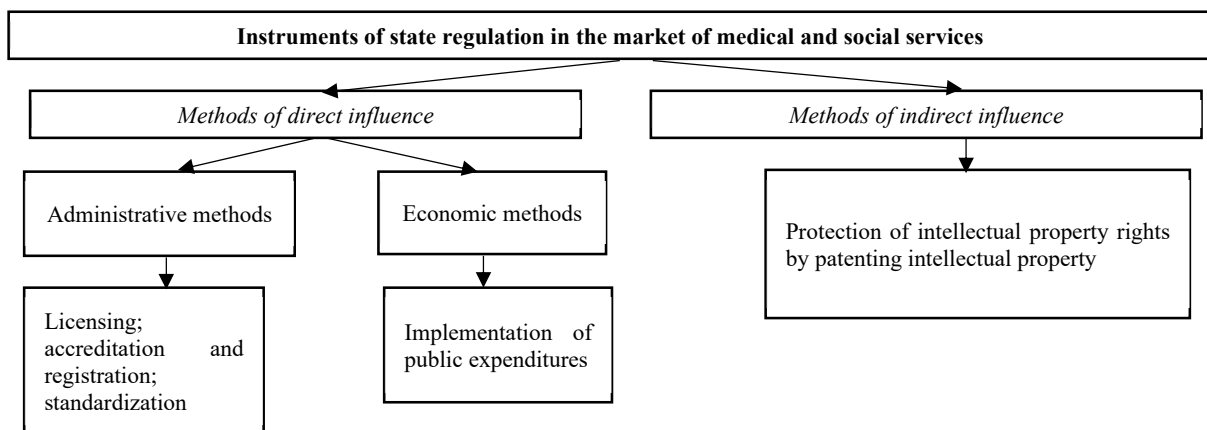 Instruments of state regulation in the market of medical and social services
Methods of direct influence
Methods of indirect influence
Administrative methods
Economic methods
Protection of intellectual property rights
by patenting intellectual property
Licensing;
accreditation and
registration;
standardization
Implementation of
public expenditures